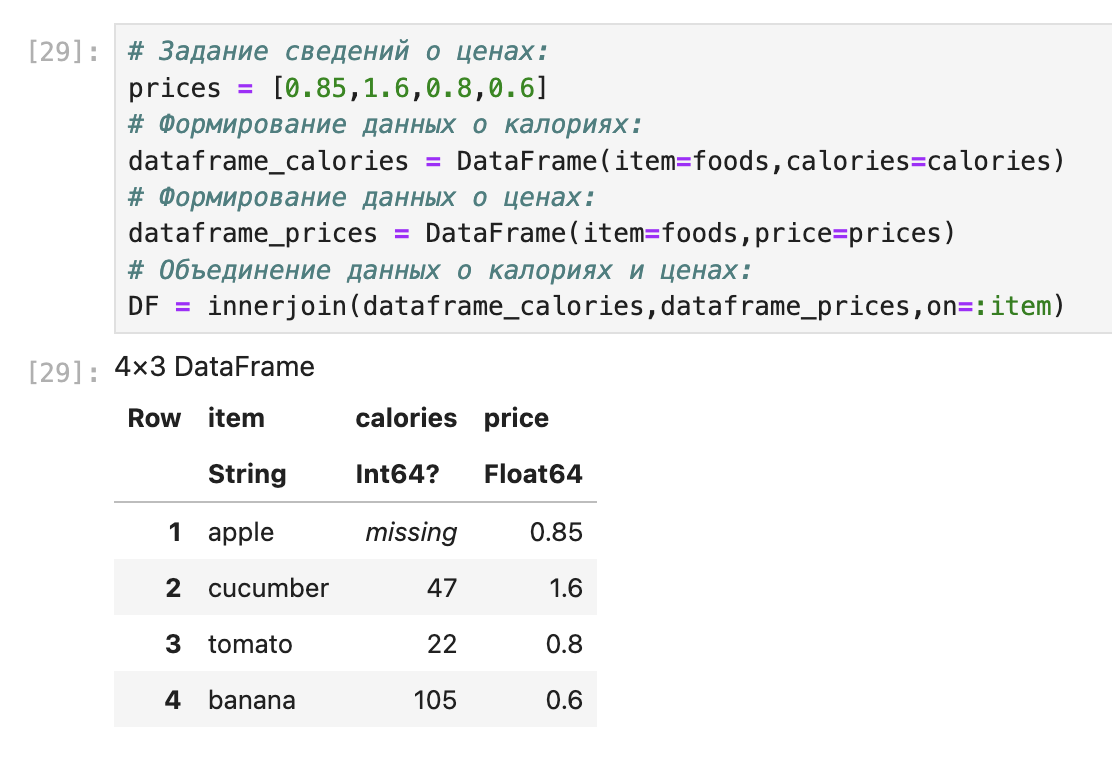 [29]:
# Задание сведений о ценах:
prices = [0.85,1.6,0.8,0.6]
# Формирование данных о калориях:
dataframe_calories = DataFrame(item=foods,calories=calories)
# Формирование данных о ценах:
dataframe_prices = DataFrame(item=foods,price=prices)
# Объединение данных о калориях и ценах:
DF = innerjoin(dataframe_calories,dataframe_prices,on=:item)
[29]: 4×3 DataFrame
Row item calories price
String Int64? Float64
1 apple missing 0.85
2 cucumber 47 1.6
3 tomato 22 0.8
4 banana 105 0.6